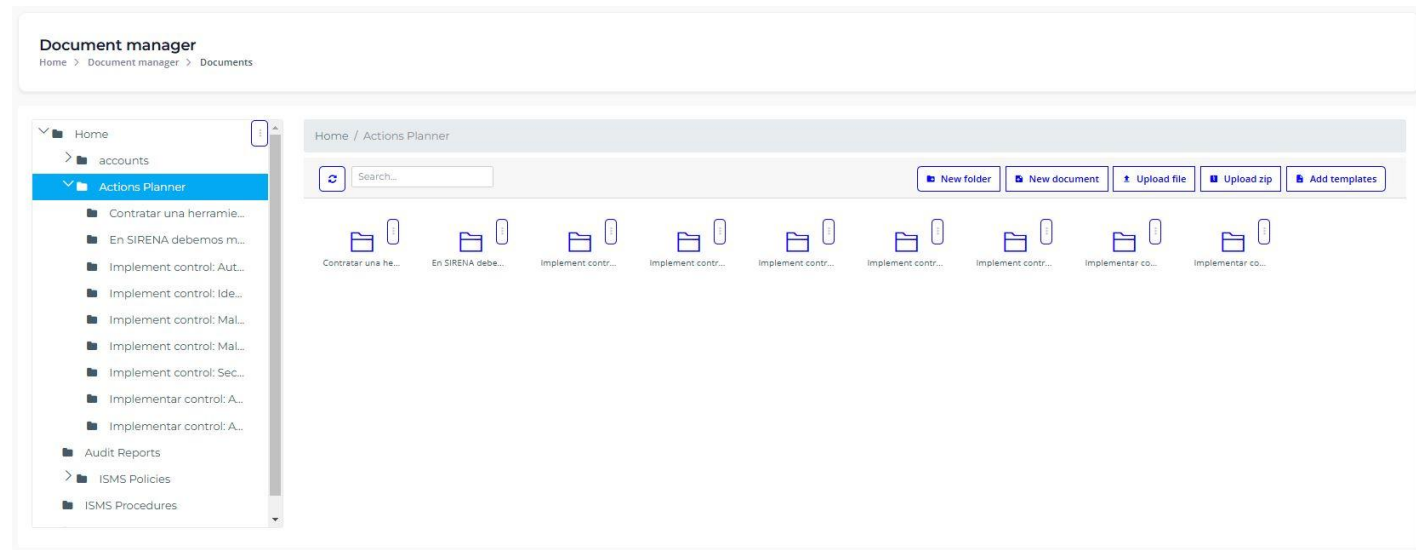 Document manager
Home > Document manager > Documents
Home
accounts
Actions Planner
Contratar una herramie...
En SIRENA debemos m...
Implement control: Aut...
Implement control: Ide...
Implement control: Mal...
Implement control: Mal...
Implement control: Sec...
Implementar control: A...
Implementar control: A...
Audit Reports
ISMS Policies
ISMS Procedures
Home / Actions Planner
Search...
New folder
New document
Upload file
Upload zip
Add templates
Contratar una he...
En SIRENA debe...
Implement contr...
Implement contr...
Implement contr...
Implement contr...
Implement contr...
Implementar co...
Implementar co...